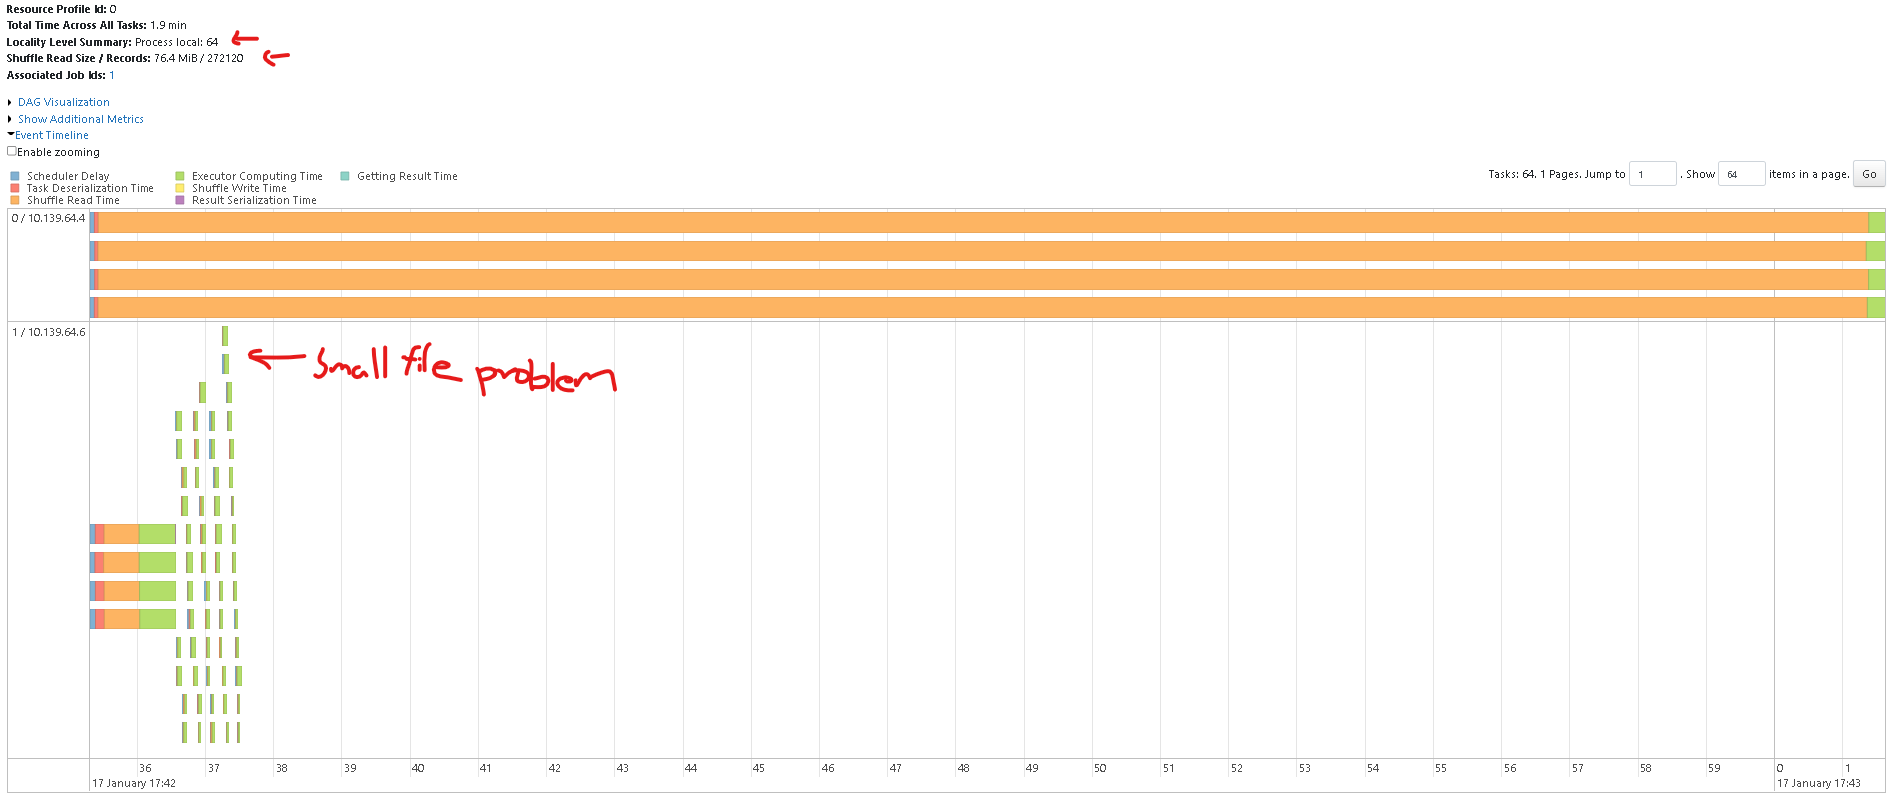 Resource Profile Id: 0
Total Time Across All Tasks: 1.9 min
Locality Level Summary: Process local: 64
Shuffle Read Size / Records: 76.4 MiB / 272120
Associated Job Ids: 1
DAG Visualization
Show Additional Metrics
Event Timeline
Enable zooming
Scheduler Delay Executor Computing Time Getting Result Time
Task Deserialization Time Shuffle Write Time
Shuffle Read Time Result Serialization Time
Tasks: 64. 1 Pages. Jump to 1 . Show 64 items in a page. Go
0 / 10.139.64.4
1 / 10.139.64.6
Small file problem
36 37 38 39 40 41 42 43 44 45 46 47 48 49 50 51 52 53 54 55 56 57 58 59 0 1
17 January 17:42 17 January 17:43